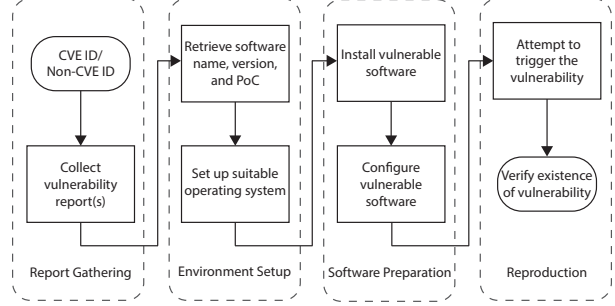 CVE ID/
Non-CVE ID
Collect
vulnerability
report(s)
Report Gathering
Retrieve software
name, version,
and PoC
Set up suitable
operating system
Environment Setup
Install vulnerable
software
Configure
vulnerable
software
Software Preparation
Attempt to
trigger the
vulnerability
Verify existence
of vulnerability
Reproduction